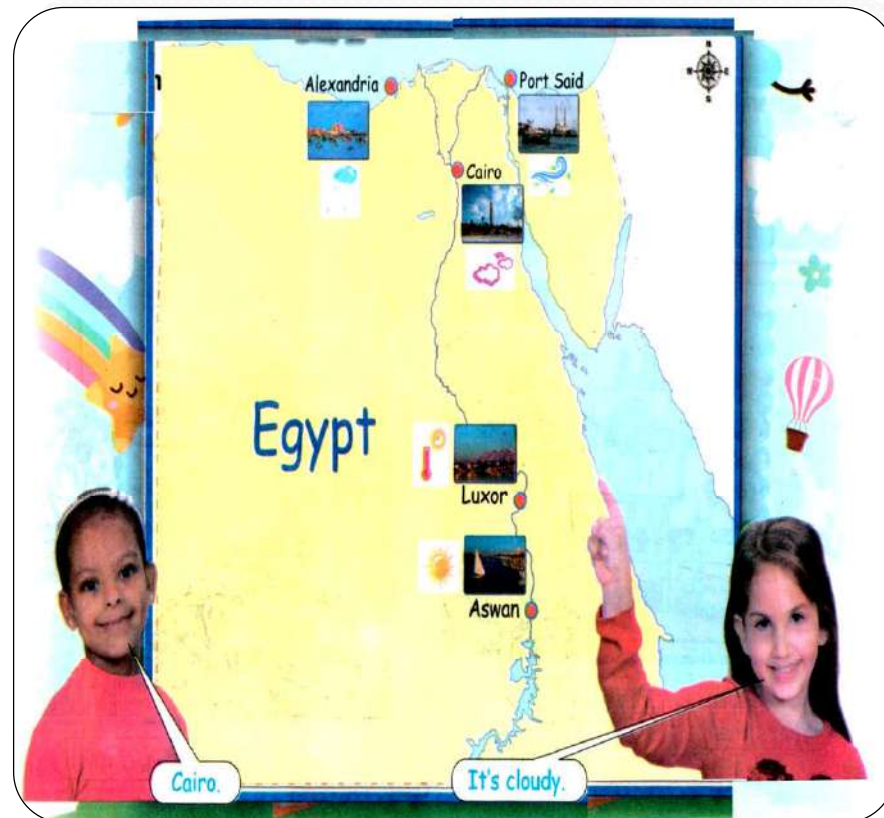 N
W E
S
Alexandria
Port Said
Cairo
Egypt
Luxor
Aswan
Cairo.
It's cloudy.